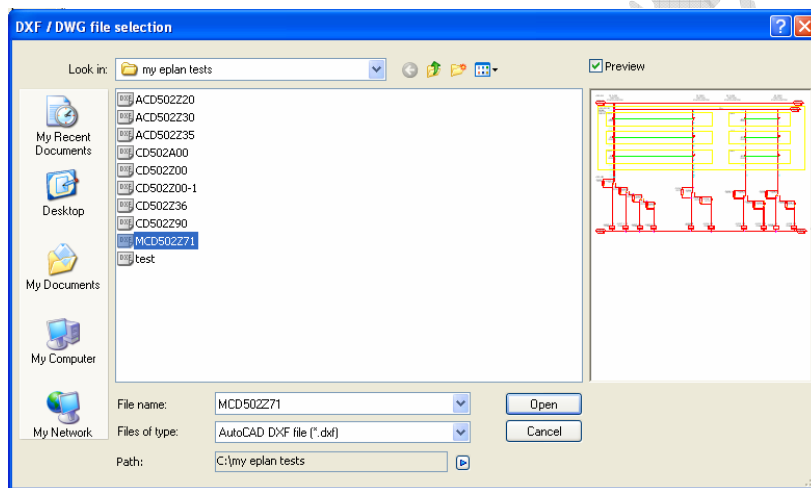 DXF / DWG file selection
Look in: my eplan tests
Preview
My Recent Documents
Desktop
My Documents
My Computer
My Network
ACD502Z20
ACD502Z30
ACD502Z35
CD502A00
CD502Z00
CD502Z00-1
CD502Z36
CD502Z90
MCD502Z71
test
File name: MCD502Z71 Open
Files of type: AutoCAD DXF file (*.dxf) Cancel
Path: C:\my eplan tests